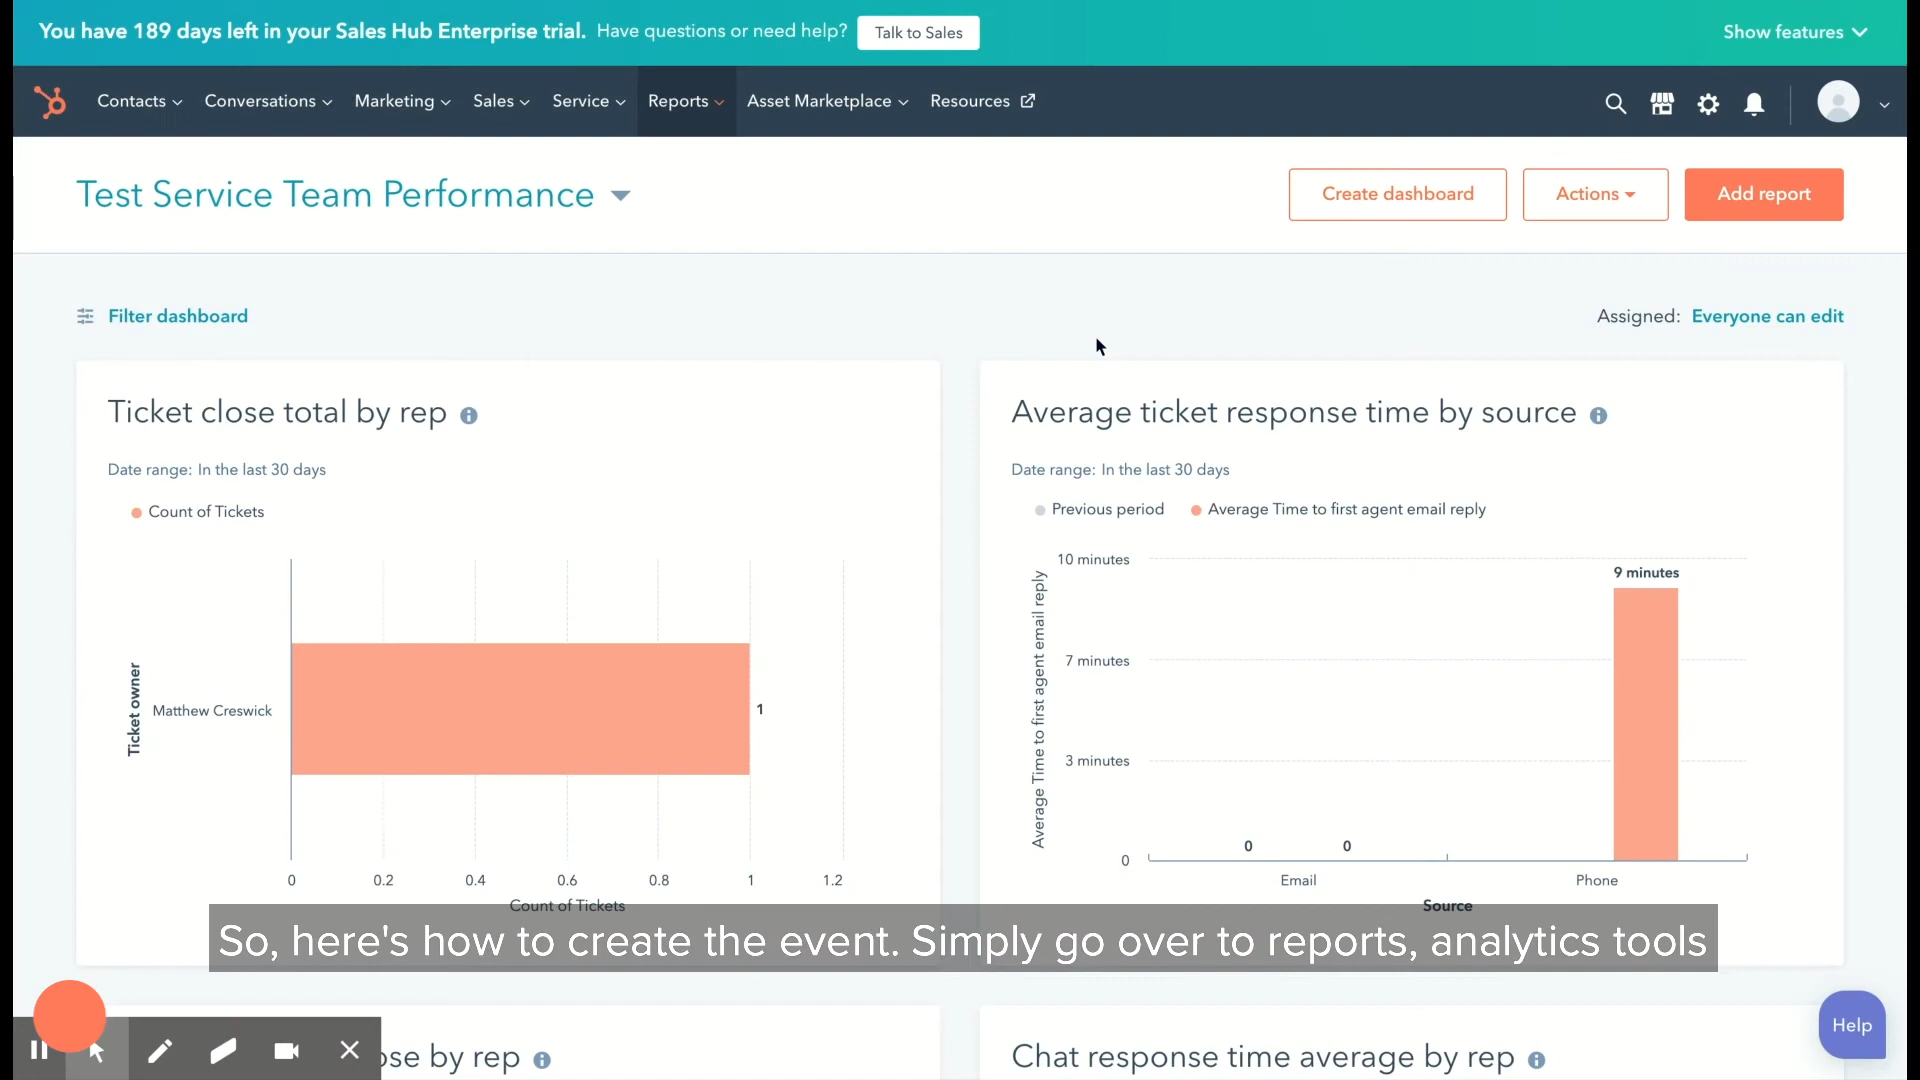 You have 189 days left in your Sales Hub Enterprise trial. Have questions or need help? Talk to Sales Show features
Contacts Conversations Marketing Sales Service Reports Asset Marketplace Resources
Test Service Team Performance Create dashboard Actions Add report
Filter dashboard Assigned: Everyone can edit
Ticket close total by rep
Date range: In the last 30 days
Count of Tickets
Ticket owner
Matthew Creswick
1
0 0.2 0.4 0.6 0.8 1 1.2
Count of Tickets
Average ticket response time by source
Date range: In the last 30 days
Previous period Average Time to first agent email reply
Average Time to first agent email reply
10 minutes
9 minutes
7 minutes
3 minutes
0 0
0
Email Phone
Source
So, here's how to create the event. Simply go over to reports, analytics tools
se by rep
Chat response time average by rep
Help